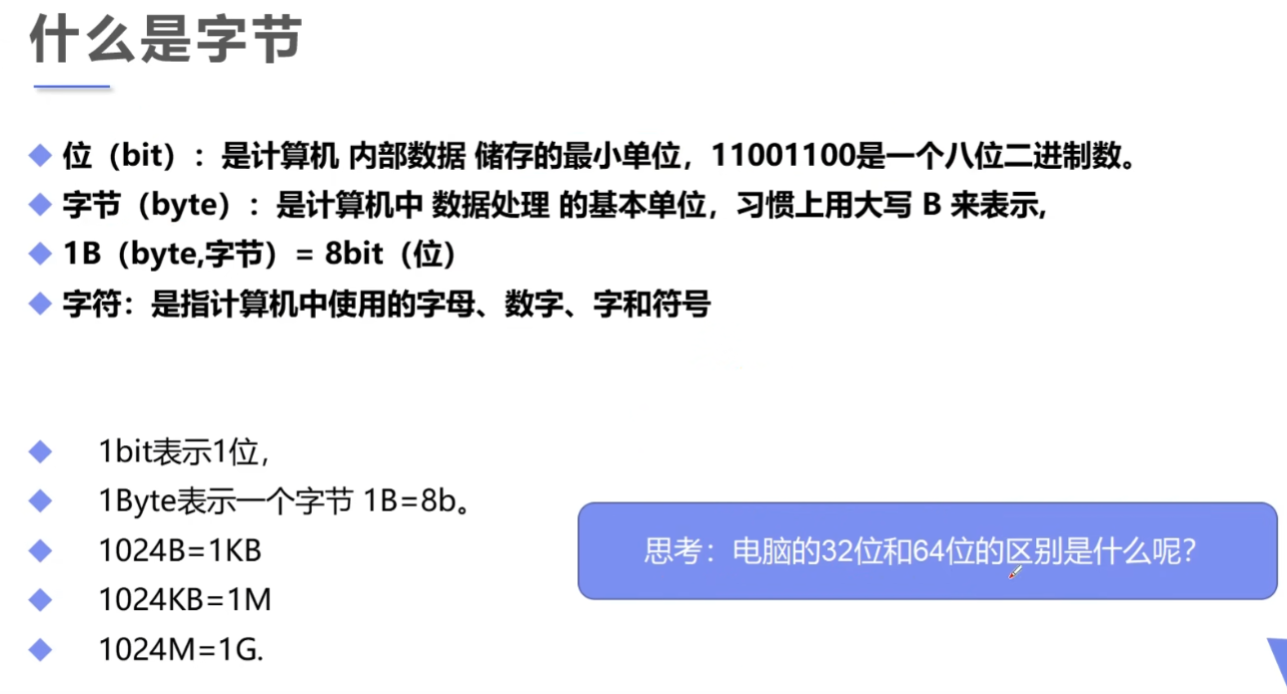 什么是字节
位（bit）：是计算机 内部数据 储存的最小单位，11001100是一个八位二进制数。
字节（byte）：是计算机中 数据处理 的基本单位，习惯上用大写 B 来表示,
1B（byte,字节）= 8bit（位）
字符：是指计算机中使用的字母、数字、字和符号
1bit表示1位，
1Byte表示一个字节 1B=8b。
1024B=1KB
1024KB=1M
1024M=1G.
思考：电脑的32位和64位的区别是什么呢？